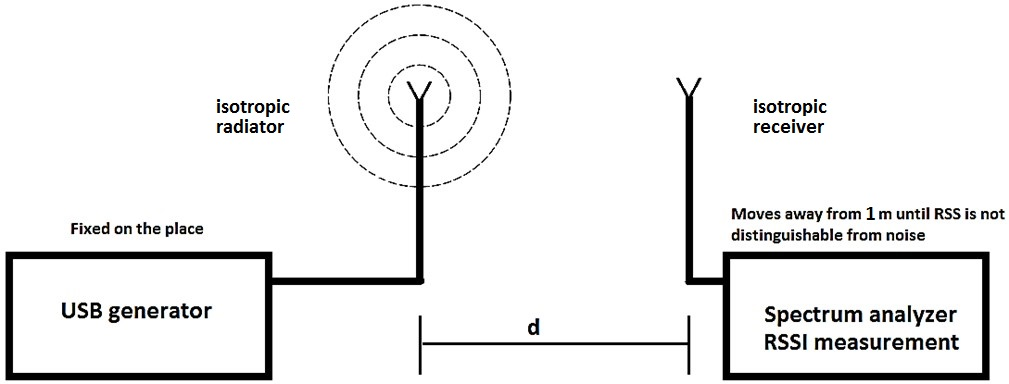 isotropic
radiator
isotropic
receiver
Fixed on the place
Moves away from 1 m until RSS is not
distinguishable from noise
USB generator
Spectrum analyzer
RSSI measurement
d